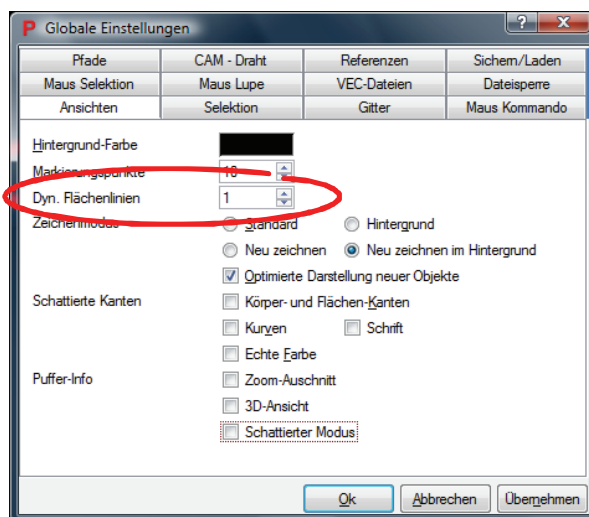 P Globale Einstellungen
Pfade CAM - Draht Referenzen Sichern/Laden
Maus Selektion Maus Lupe VEC-Dateien Dateisperre
Ansichten Selektion Gitter Maus Kommando
Hintergrund-Farbe
Markierungspunkte 10
Dyn. Flächenlinien 1
Zeichenmodus Standard Hintergrund
Neu zeichnen Neu zeichnen im Hintergrund
Optimierte Darstellung neuer Objekte
Schattierte Kanten Körper- und Flächen-Kanten
Kurven Schrift
Echte Farbe
Puffer-Info Zoom-Auschnitt
3D-Ansicht
Schattierter Modus
Ok Abbrechen Übernehmen